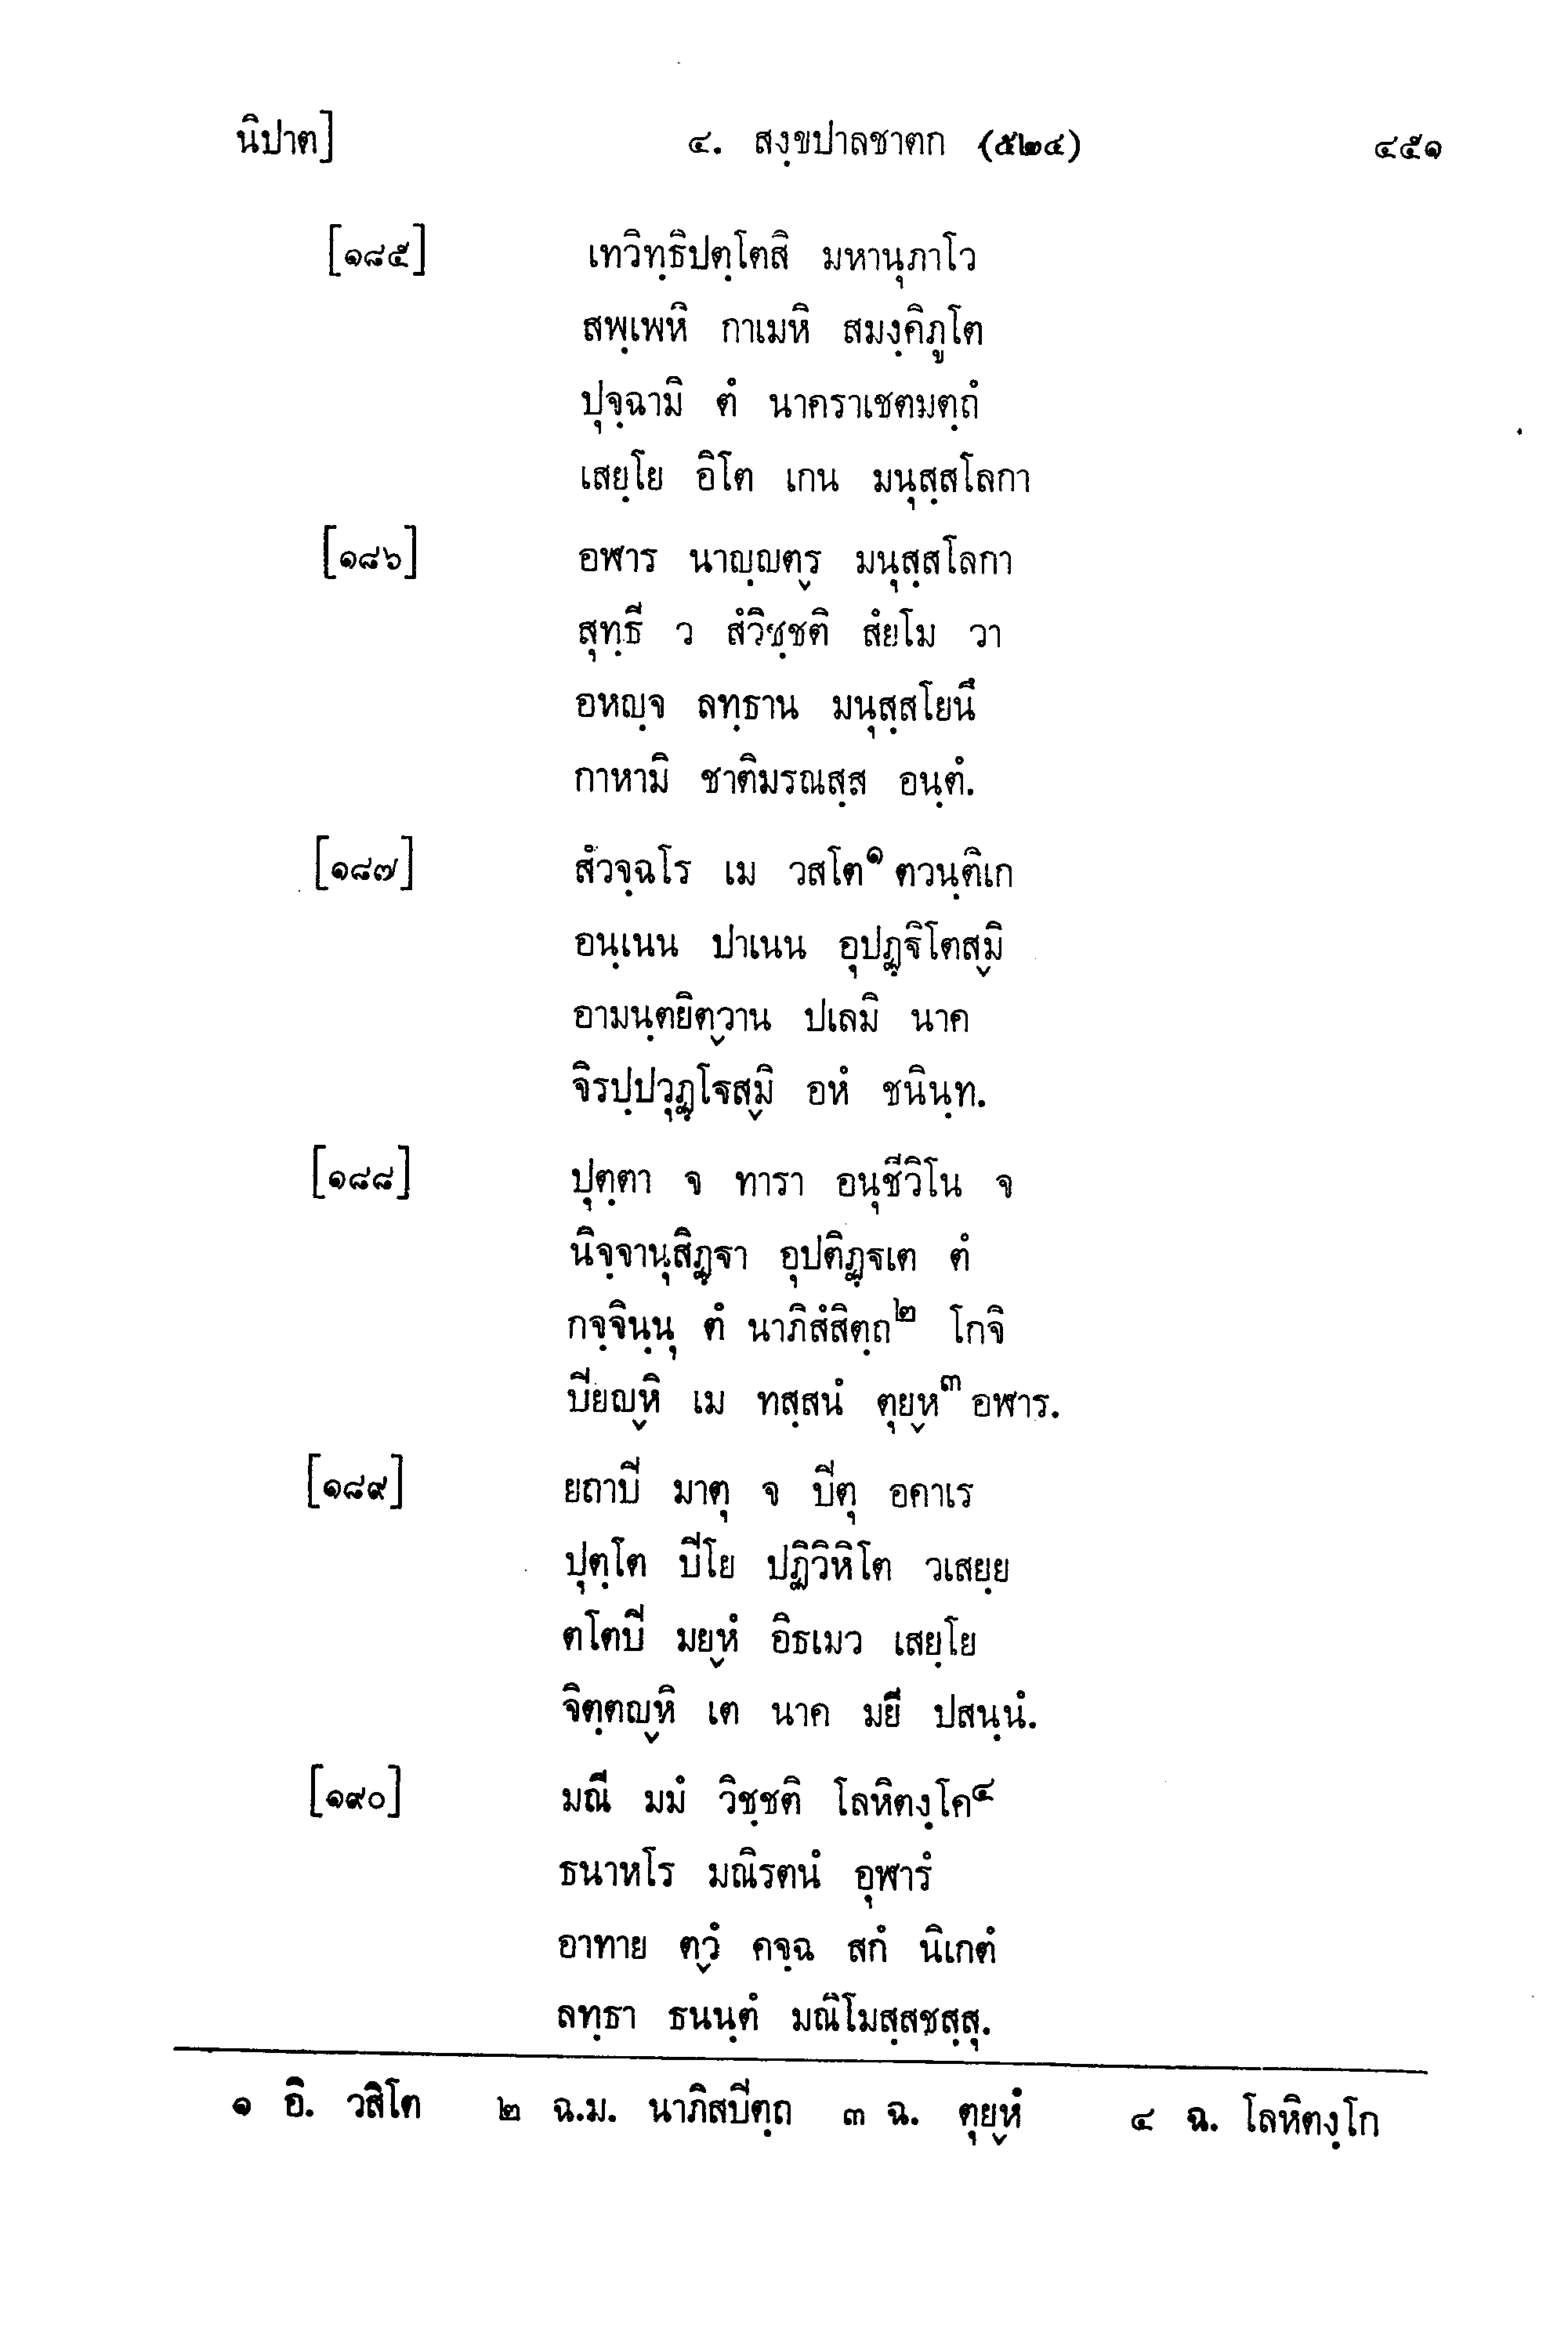 นิปาต] ๔. สงฺขปาลชาตก (๕๒๔) ๔๕๑
[๑๘๕] เทวิทฺธิปตฺโตสิ มหานุภาโว
สพฺเพหิ กาเมหิ สมงฺคิภูโต
ปุจฺฉามิ ตํ นาคราเชตมตฺถํ
เสยฺโย อิโต เกน มนุสฺสโลกา
[๑๘๖] อฬาร นาญฺญตฺร มนุสฺสโลกา
สุทฺธี ว สํวิชฺชติ สํยโม วา
อหญฺจ ลทฺธาน มนุสฺสโยนึ
กาหามิ ชาติมรณสฺส อนฺตํ.
[๑๘๗] สํวจฺฉโร เม วสโต๑ ตวนฺติเก
อนฺเนน ปาเนน อุปฏฺฐิโตสฺมิ
อามนฺตยิตฺวาน ปเลมิ นาค
จิรปฺปวุฏฺโฐสฺมิ อหํ ชนินฺท.
[๑๘๘] ปุตฺตา จ ทารา อนุชีวิโน จ
นิจฺจานุสิฏฺฐา อุปติฏฺฐเต ตํ
กจฺจินฺนุ ตํ นาภิสํสิตฺถ๒ โกจิ
ปิยญฺหิ เม ทสฺสนํ ตุยฺห๓ อฬาร.
[๑๘๙] ยถาปิ มาตุ จ ปิตุ อคาเร
ปุตฺโต ปิโย ปฏิวิหิโต วเสยฺย
ตโตปิ มยฺหํ อิธเมว เสยฺโย
จิตฺตญฺหิ เต นาค มยี ปสนฺนํ.
[๑๙๐] มณี มมํ วิชฺชติ โลหิตงฺโค๔
ธนาหโร มณิรตนํ อุฬารํ
อาทาย ตฺวํ คจฺฉ สกํ นิเกตํ
ลทฺธา ธนนฺตํ มณิโมสฺสชสฺสุ.
๑ อิ. วสิโต ๒ ฉ.ม. นาภิสปิตฺถ ๓ ฉ. ตุยฺหํ ๔ ฉ. โลหิตงฺโก